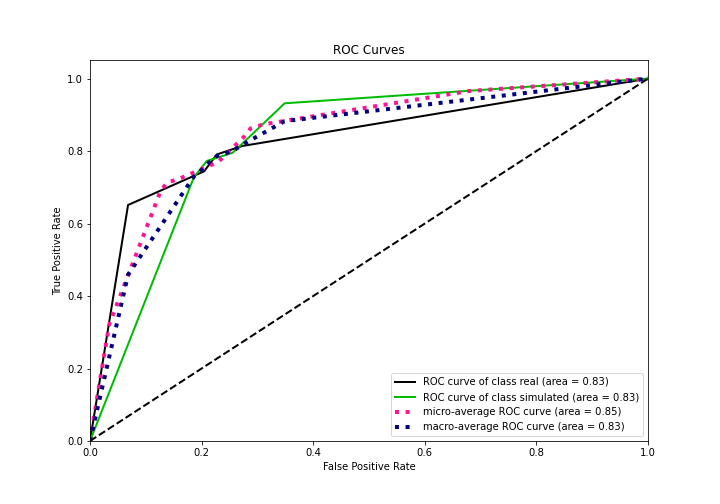 ROC Curves
1.0
0.8
0.6
0.4
0.2
0.0
True Positive Rate
ROC curve of class real (area = 0.83)
ROC curve of class simulated (area = 0.83)
micro-average ROC curve (area = 0.85)
macro-average ROC curve (area = 0.83)
0.0 0.2 0.4 0.6 0.8 1.0
False Positive Rate